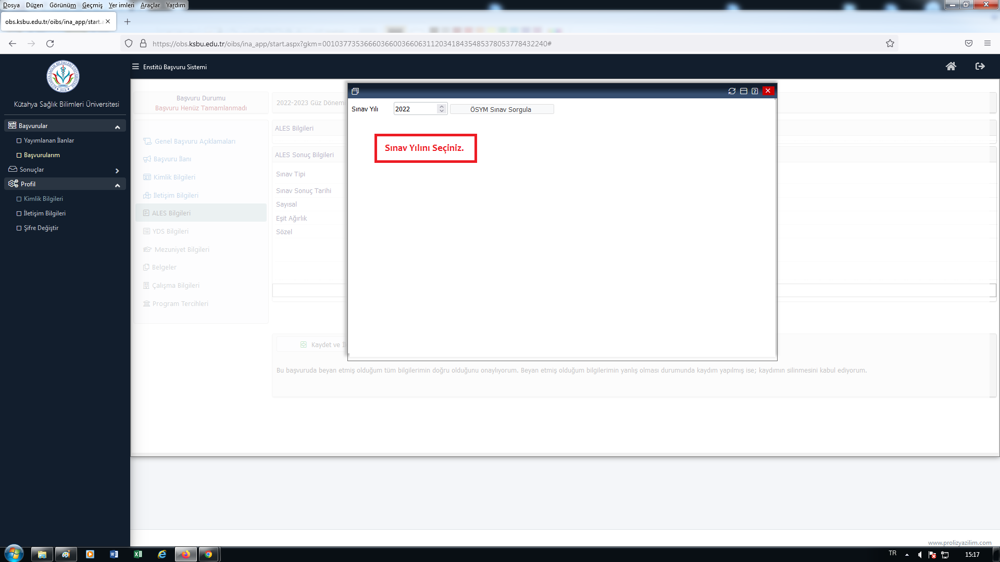 Dosya Düzen Görünüm Geçmiş Yer imleri Araçlar Yardım
obs.ksbu.edu.tr/oibs/ina_app/start.a
https://obs.ksbu.edu.tr/oibs/ina_app/start.aspx?gkm=001037735366603660036606311203418435485378053778432240#
Enstitü Başvuru Sistemi
Kütahya Sağlık Bilimleri Üniversitesi
Başvurular
Yayımlanan İlanlar
Başvurularım
Sonuçlar
Profil
Kimlik Bilgileri
İletişim Bilgileri
Şifre Değiştir
Başvuru Durumu
Başvuru Henüz Tamamlanmadı
Genel Başvuru Açıklamaları
Başvuru İlanı
Kimlik Bilgileri
İletişim Bilgileri
ALES Bilgileri
YDS Bilgileri
Mezuniyet Bilgileri
Belgeler
Çalışma Bilgileri
Program Tercihleri
2022-2023 Güz Dönemi
ALES Bilgileri
ALES Sonuç Bilgileri
Sınav Tipi
Sınav Sonuç Tarihi
Sayısal
Eşit Ağırlık
Sözel
Sınav Yılı 2022 ÖSYM Sınav Sorgula
Sınav Yılını Seçiniz.
Kaydet ve İ
Bu başvuruda beyan etmiş olduğum tüm bilgilerimin doğru olduğunu onaylıyorum. Beyan etmiş olduğum bilgilerimin yanlış olması durumunda kaydım yapılmış ise; kaydımın silinmesini kabul ediyorum.
www.prolizyazilim.com
TR 15:17